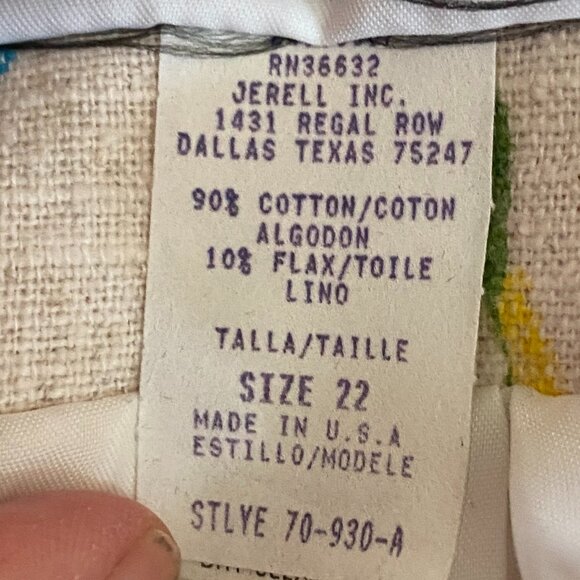 RN36632
JERELL INC.
1431 REGAL ROW
DALLAS TEXAS 75247
90% COTTON/COTON
ALGODON
10% FLAX/TOILE
LINO
TALLA/TAILLE
SIZE 22
MADE IN U.S.A
ESTILLO/MODELE
STLYE 70-930-A